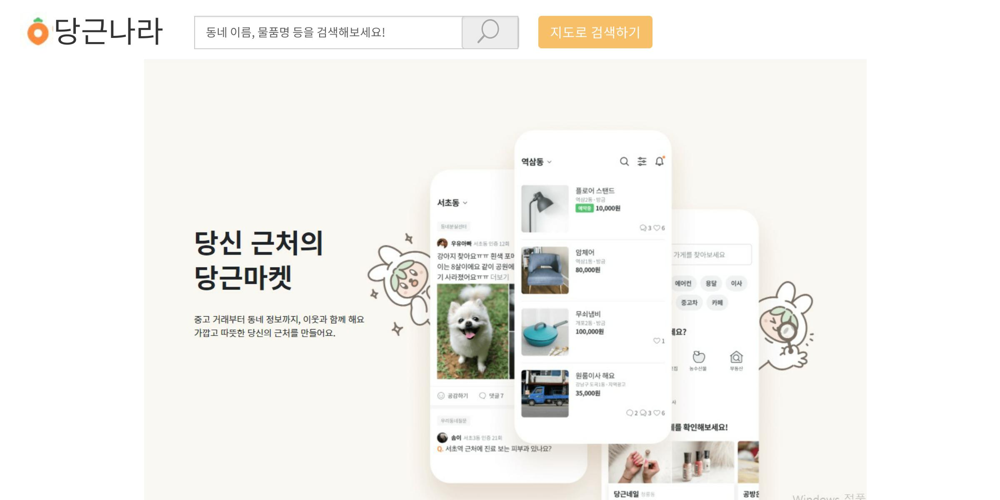 당근나라
동네 이름, 물품명 등을 검색해보세요!
지도로 검색하기
당신 근처의
당근마켓
중고 거래부터 동네 정보까지, 이웃과 함께 해요
가깝고 따뜻한 당신의 근처를 만들어요.
서초동
동네분실센터
우유아빠 서초동 인증 12회
강아지 찾아요ㅠㅠ 흰색
이는 8살이에요 같이 공원에
기 사라졌어요ㅠㅠ 더보기
공감하기 댓글 7
우리동네질문
솜이 서초3동 인증 21회
Q. 서초역 근처에 진료 보는 피부과 있나요?
역삼동
플로어 스탠드
역삼2동 · 방금
예약중 10,000원
3 6
암체어
역삼1동 · 방금
80,000원
무쇠냄비
개포2동 · 방금
100,000원
1
원룸이사 해요
강남구 도곡1동 · 지역광고
35,000원
2 3 6
가게를 찾아보세요
에어컨 용달 이사
중고차 카페
요?
농수산물 부동산
사
를 확인해보세요!
당근네일 청룡동
공방
Windows 정품